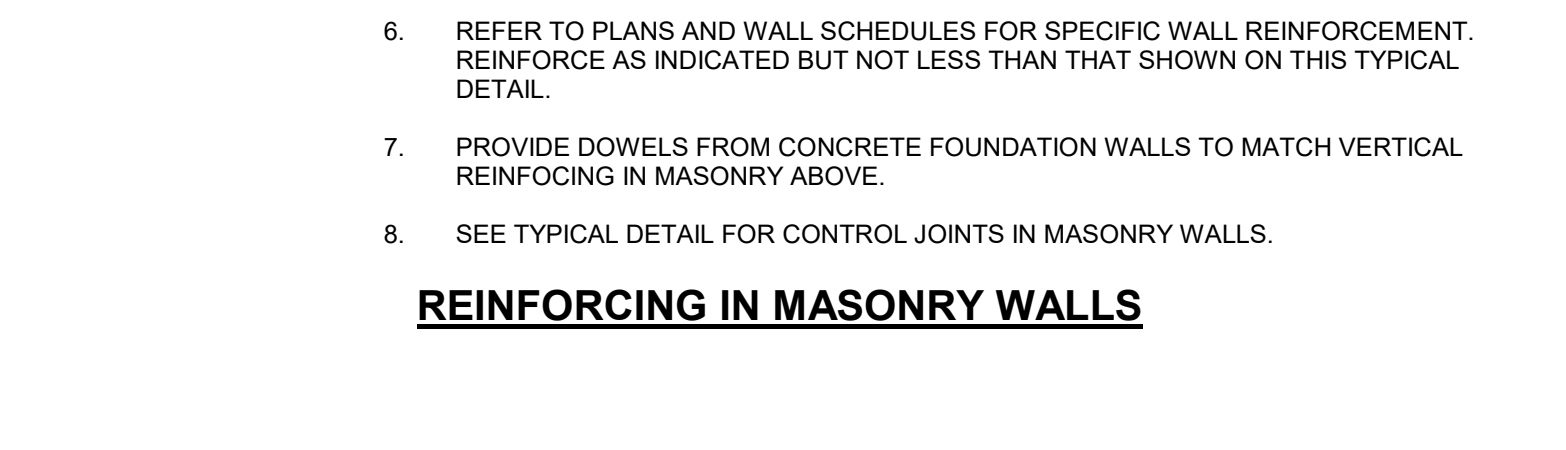 6. REFER TO PLANS AND WALL SCHEDULES FOR SPECIFIC WALL REINFORCEMENT.
REINFORCE AS INDICATED BUT NOT LESS THAN THAT SHOWN ON THIS TYPICAL
DETAIL.
7. PROVIDE DOWELS FROM CONCRETE FOUNDATION WALLS TO MATCH VERTICAL
REINFOCING IN MASONRY ABOVE.
8. SEE TYPICAL DETAIL FOR CONTROL JOINTS IN MASONRY WALLS.
REINFORCING IN MASONRY WALLS